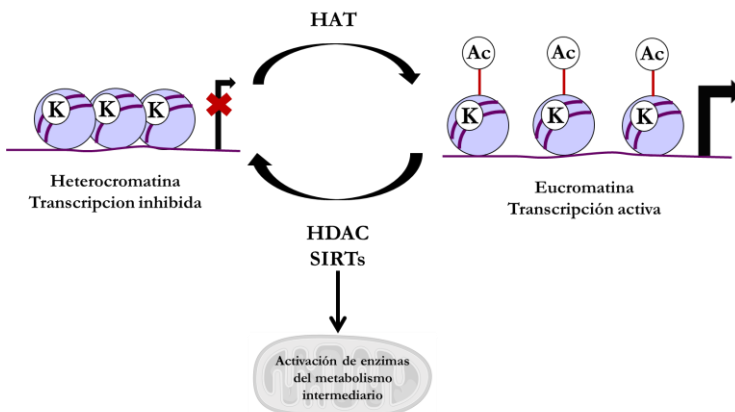 HAT
Ac Ac Ac
K K K
K K K
Heterocromatina
Transcripcion inhibida
Eucromatina
Transcripción activa
HDAC
SIRTs
Activación de enzimas
del metabolismo
intermediario